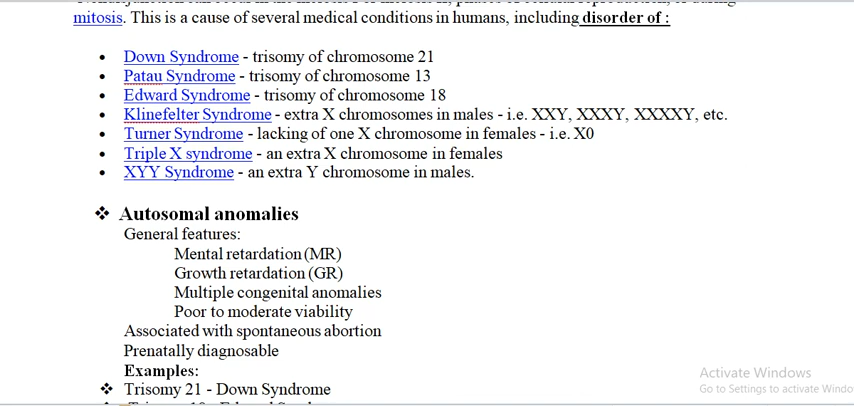 mitosis. This is a cause of several medical conditions in humans, including disorder of :
• Down Syndrome - trisomy of chromosome 21
• Patau Syndrome - trisomy of chromosome 13
• Edward Syndrome - trisomy of chromosome 18
• Klinefelter Syndrome - extra X chromosomes in males - i.e. XXY, XXXY, XXXXY, etc.
• Turner Syndrome - lacking of one X chromosome in females - i.e. X0
• Triple X syndrome - an extra X chromosome in females
• XYY Syndrome - an extra Y chromosome in males.
❖ Autosomal anomalies
General features:
Mental retardation (MR)
Growth retardation (GR)
Multiple congenital anomalies
Poor to moderate viability
Associated with spontaneous abortion
Prenatally diagnosable
Examples:
❖ Trisomy 21 - Down Syndrome
Activate Windows
Go to Settings to activate Windo